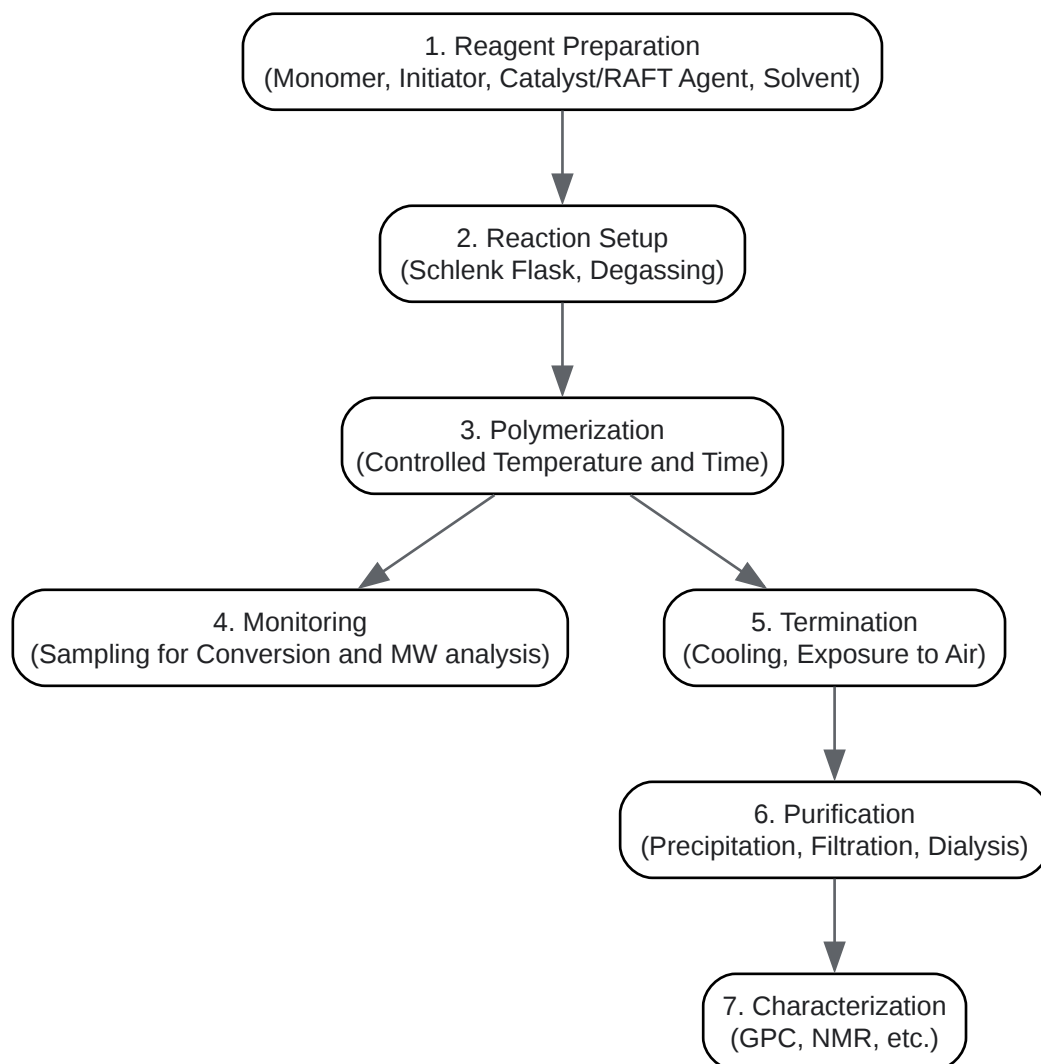 1. Reagent Preparation
(Monomer, Initiator, Catalyst/RAFT Agent, Solvent)
2. Reaction Setup
(Schlenk Flask, Degassing)
3. Polymerization
(Controlled Temperature and Time)
4. Monitoring
(Sampling for Conversion and MW analysis)
5. Termination
(Cooling, Exposure to Air)
6. Purification
(Precipitation, Filtration, Dialysis)
7. Characterization
(GPC, NMR, etc.)